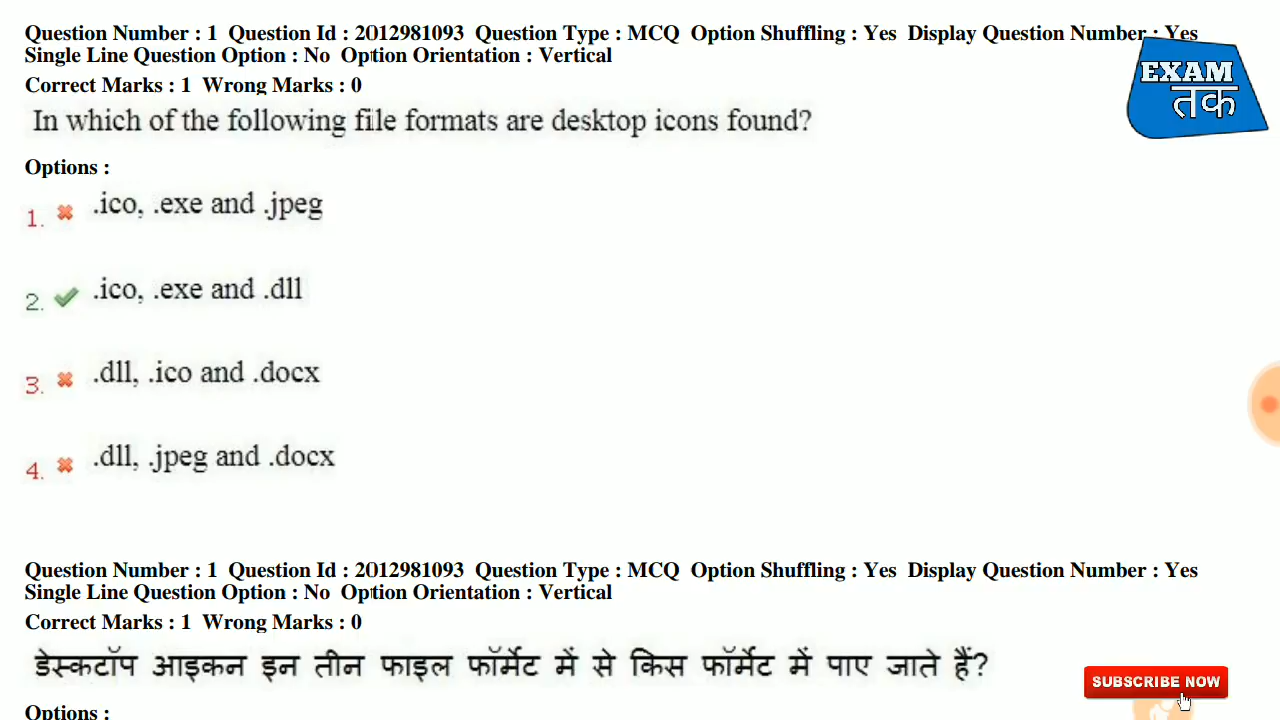 Question Number : 1 Question Id : 2012981093 Question Type : MCQ Option Shuffling : Yes Display Question Number : Yes
Single Line Question Option : No Option Orientation : Vertical
Correct Marks : 1 Wrong Marks : 0
EXAM
तक
In which of the following file formats are desktop icons found?
Options :
1. .ico, .exe and .jpeg
2. .ico, .exe and .dll
3. .dll, .ico and .docx
4. .dll, .jpeg and .docx
Question Number : 1 Question Id : 2012981093 Question Type : MCQ Option Shuffling : Yes Display Question Number : Yes
Single Line Question Option : No Option Orientation : Vertical
Correct Marks : 1 Wrong Marks : 0
डेस्कटॉप आइकन इन तीन फाइल फॉर्मेट में से किस फॉर्मेट में पाए जाते हैं?
SUBSCRIBE NOW
Options :